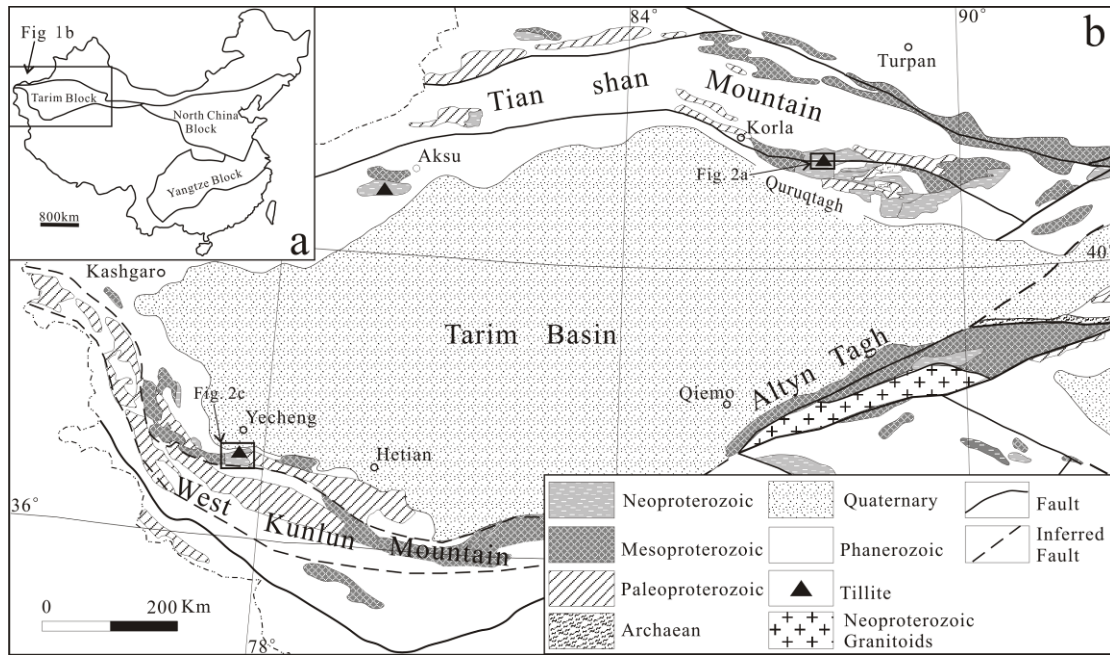 Fig 1b
Tarim Block
North China
Block
Yangtze Block
800km
a
84°
90°
b
Turpan
Tian shan Mountain
Korla
Aksu
Fig. 2a
Quruqtagh
40°
Kashgar
Tarim Basin
Altyn Tagh
Qiemo
Fig. 2c
Yecheng
Hetian
36°
West Kunlun Mountain
0 200 Km
78°
Neoproterozoic
Mesoproterozoic
Paleoproterozoic
Archaean
Quaternary
Phanerozoic
Tillite
Neoproterozoic
Granitoids
Fault
Inferred
Fault